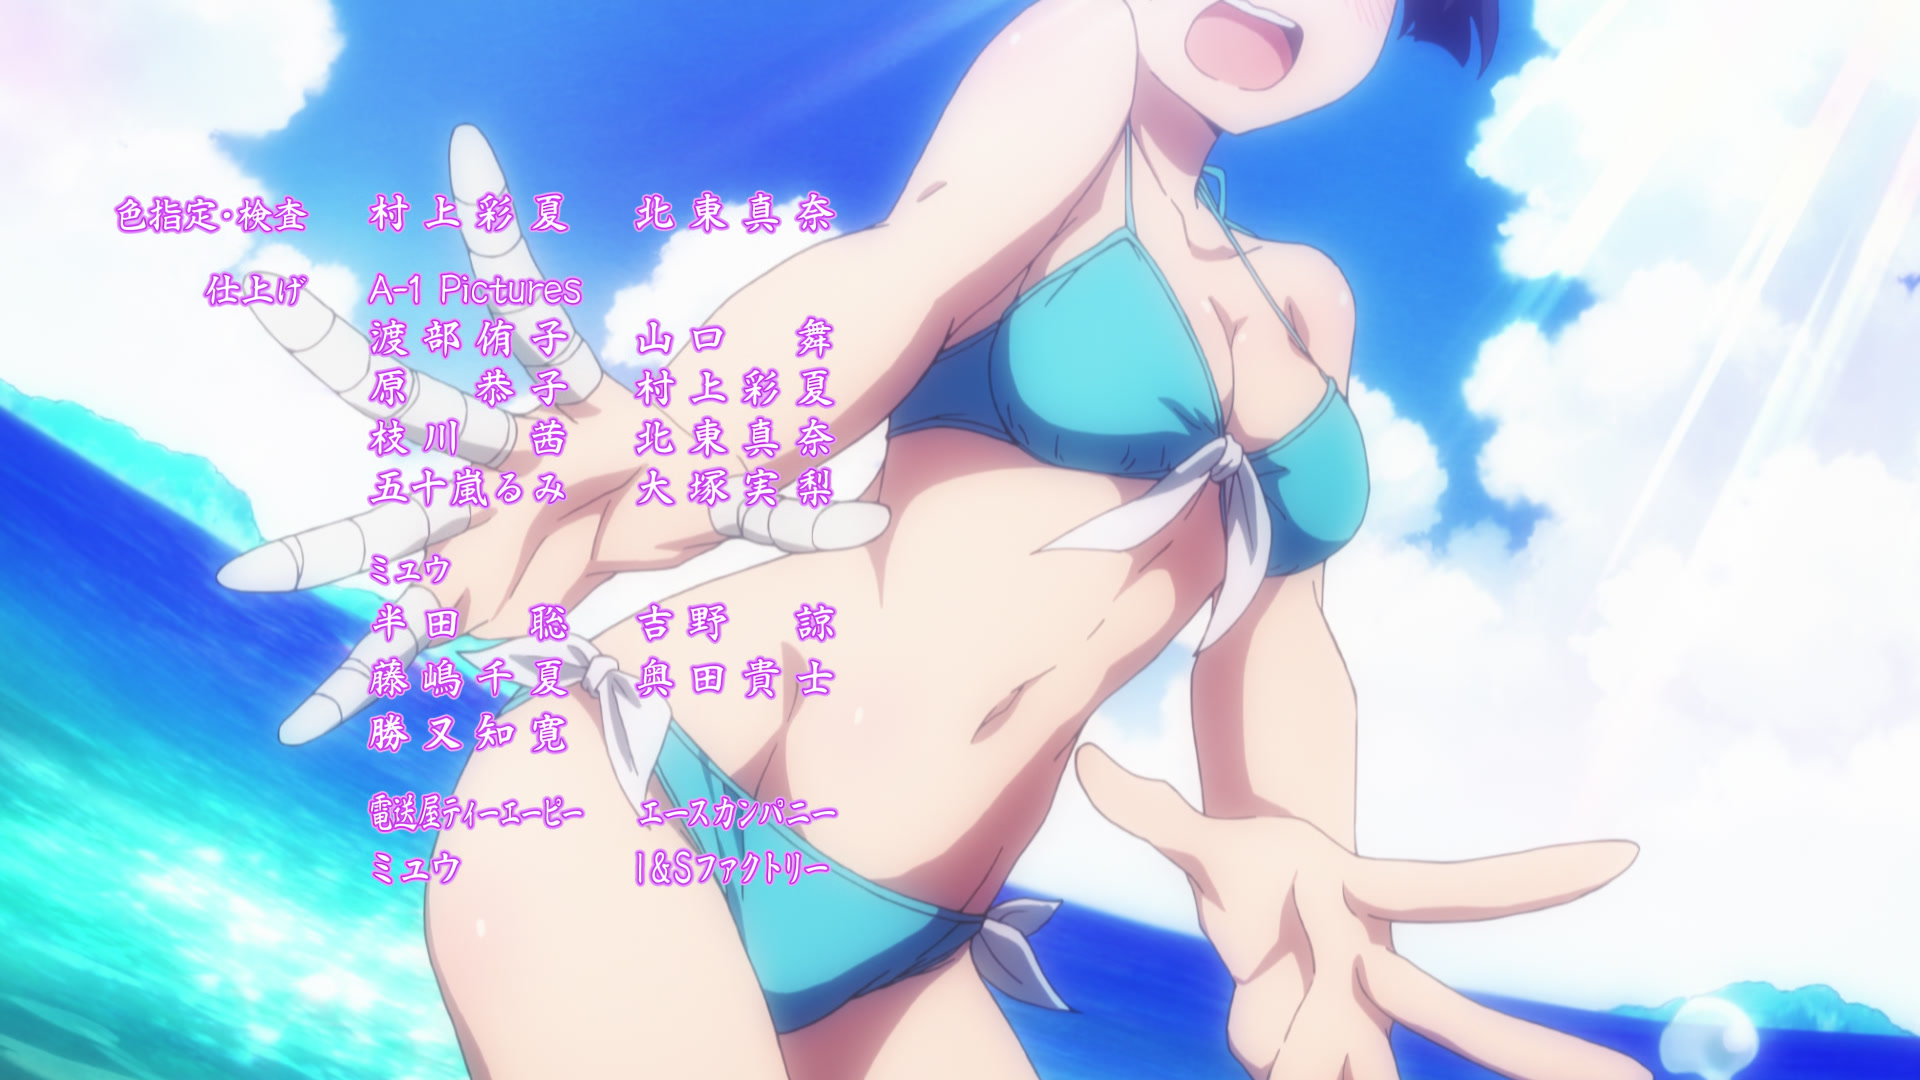 色指定・検査 村上彩夏 北東真奈
仕上げ A-1 Pictures
渡部侑子 山口舞
原恭子 村上彩夏
枝川茜 北東真奈
五十嵐るみ 大塚実梨
ミユウ
半田聡 吉野諒
藤嶋千夏 奥田貴士
勝又知寛
電送屋ティーエーピー エースカンパニー
ミユウ I&Sファクトリー